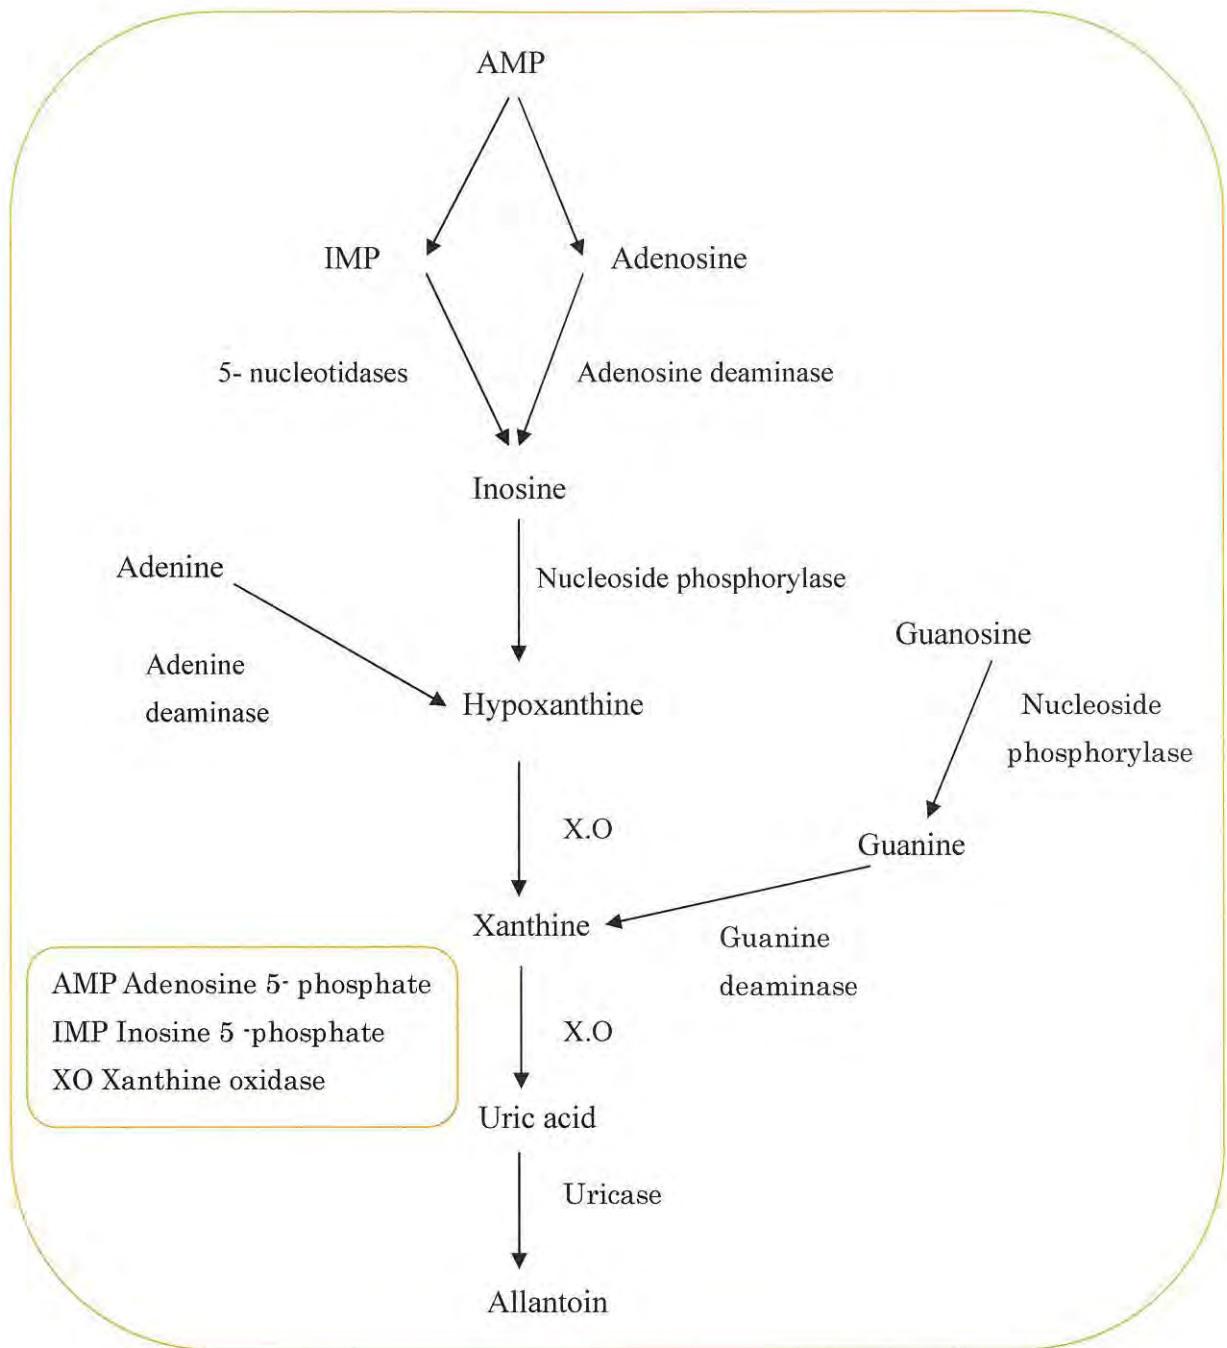 AMP
IMP
Adenosine
5- nucleotidases
Adenosine deaminase
Inosine
Adenine
Nucleoside phosphorylase
Guanosine
Adenine
deaminase
Hypoxanthine
Nucleoside
phosphorylase
X.O
Guanine
Xanthine
Guanine
deaminase
AMP Adenosine 5- phosphate
IMP Inosine 5 -phosphate
XO Xanthine oxidase
X.O
Uric acid
Uricase
Allantoin